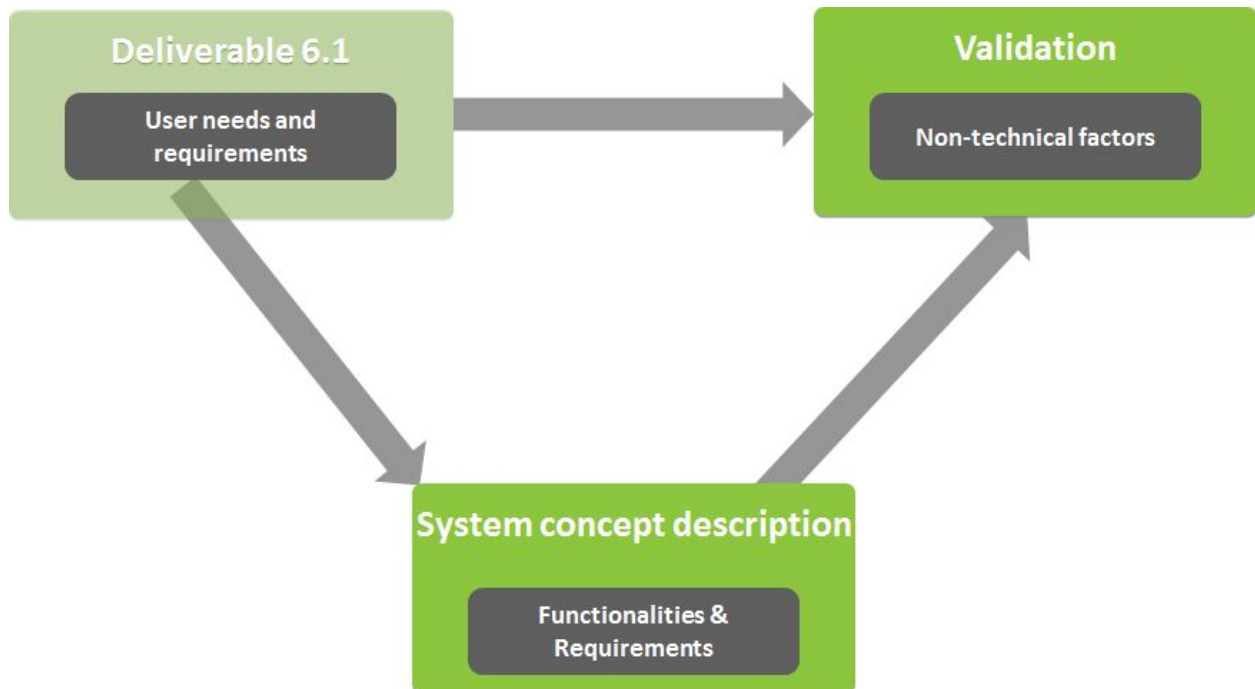 Deliverable 6.1
User needs and
requirements
Validation
Non-technical factors
System concept description
Functionalities &
Requirements